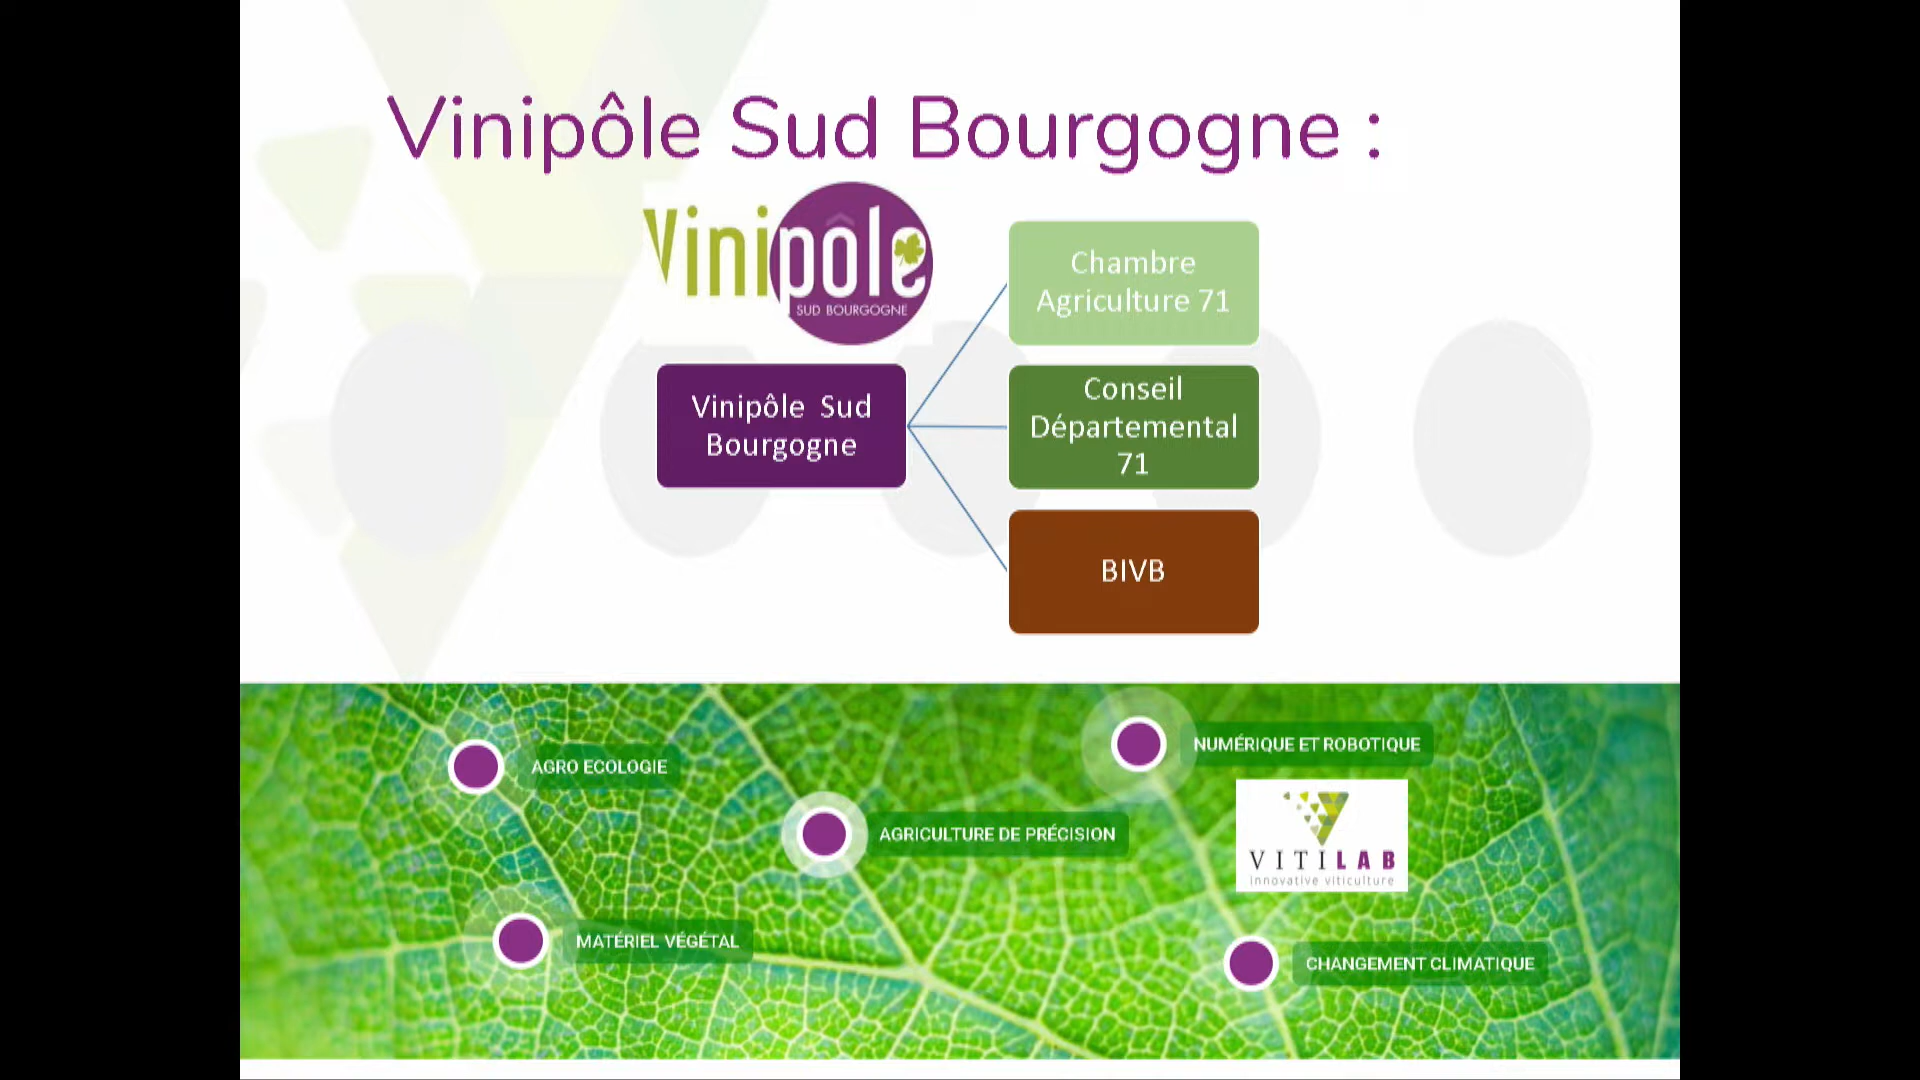 Vinipôle Sud Bourgogne :
Vinipôle
SUD BOURGOGNE
Chambre
Agriculture 71
Vinipôle Sud
Bourgogne
Conseil
Départemental
71
BIVB
NUMÉRIQUE ET ROBOTIQUE
AGRO ECOLOGIE
AGRICULTURE DE PRÉCISION
VITILAB
innovative viticulture
MATÉRIEL VÉGÉTAL
CHANGEMENT CLIMATIQUE